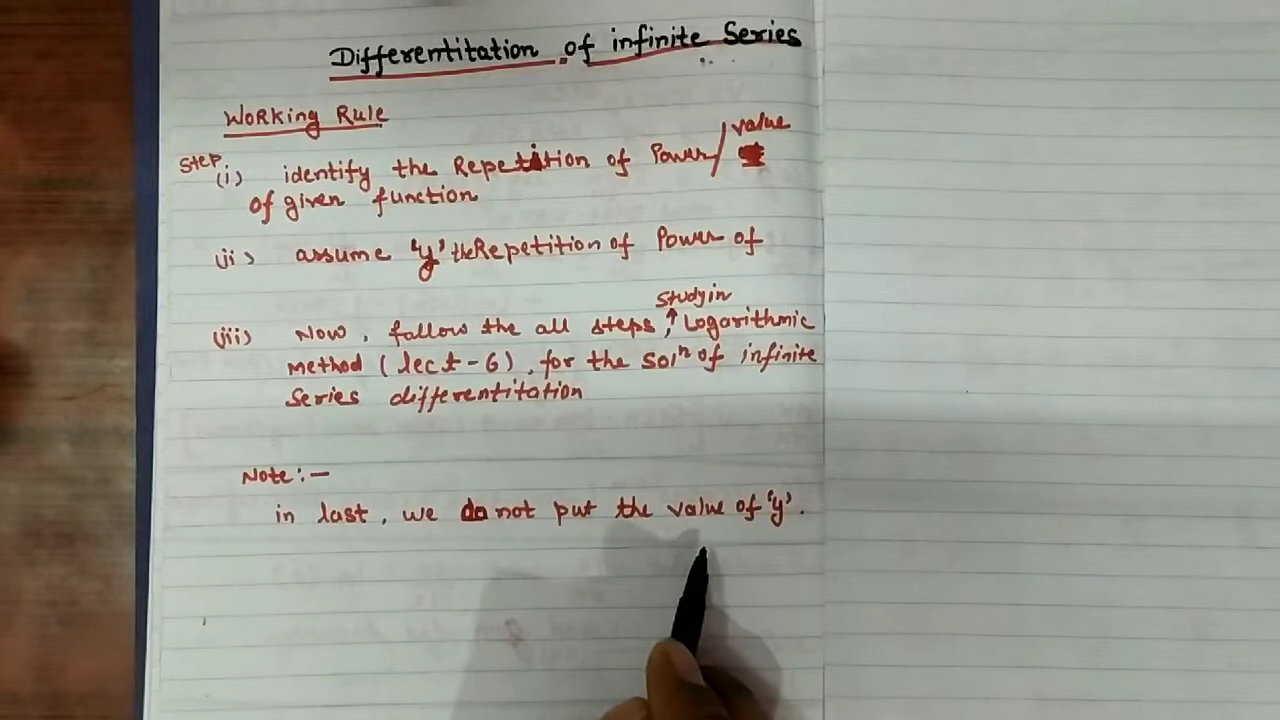 Differentitation of infinite Series
Working Rule
Step
(i) identify the Repetition of Power/ value
of given function
(ii) assume 'y' the Repetition of Power of
study in
(iii) Now, follow the all steps, ↑ Logarithmic
Method (lect-6), for the solⁿ of infinite
Series differentitation
Note:-
in last, we do not put the value of 'y'.